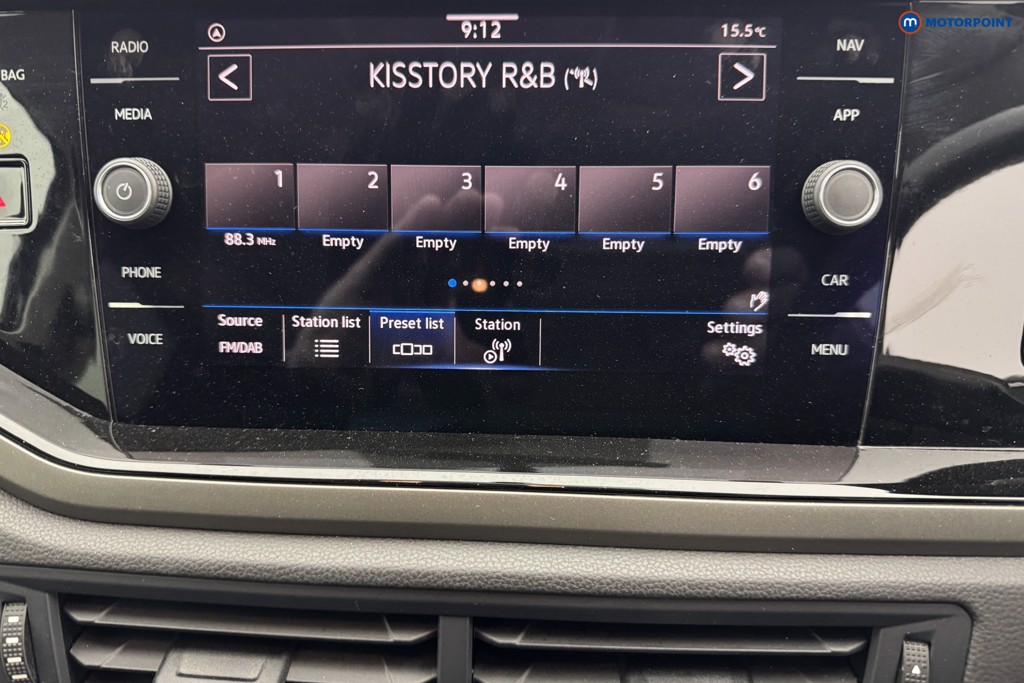 MOTORPOINT
9:12
15.5°C
KISSTORY R&B
RADIO
MEDIA
PHONE
VOICE
NAV
APP
CAR
MENU
BAG
1 2 3 4 5 6
88.3 MHz Empty Empty Empty Empty Empty
Source Station list Preset list Station Settings
FM/DAB